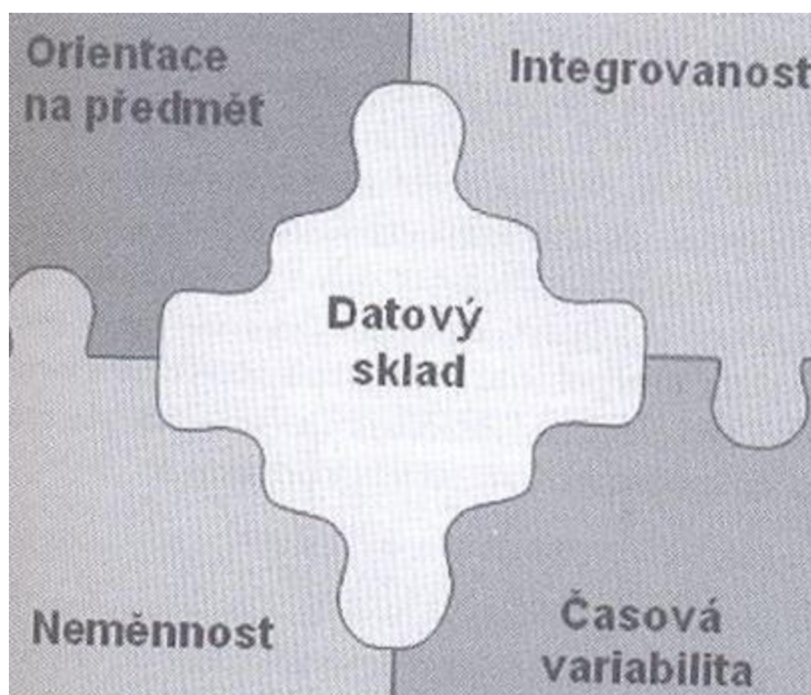 Orientace
na předmět
Integrovanost
Datový
sklad
Neměnnost
Časová
variabilita